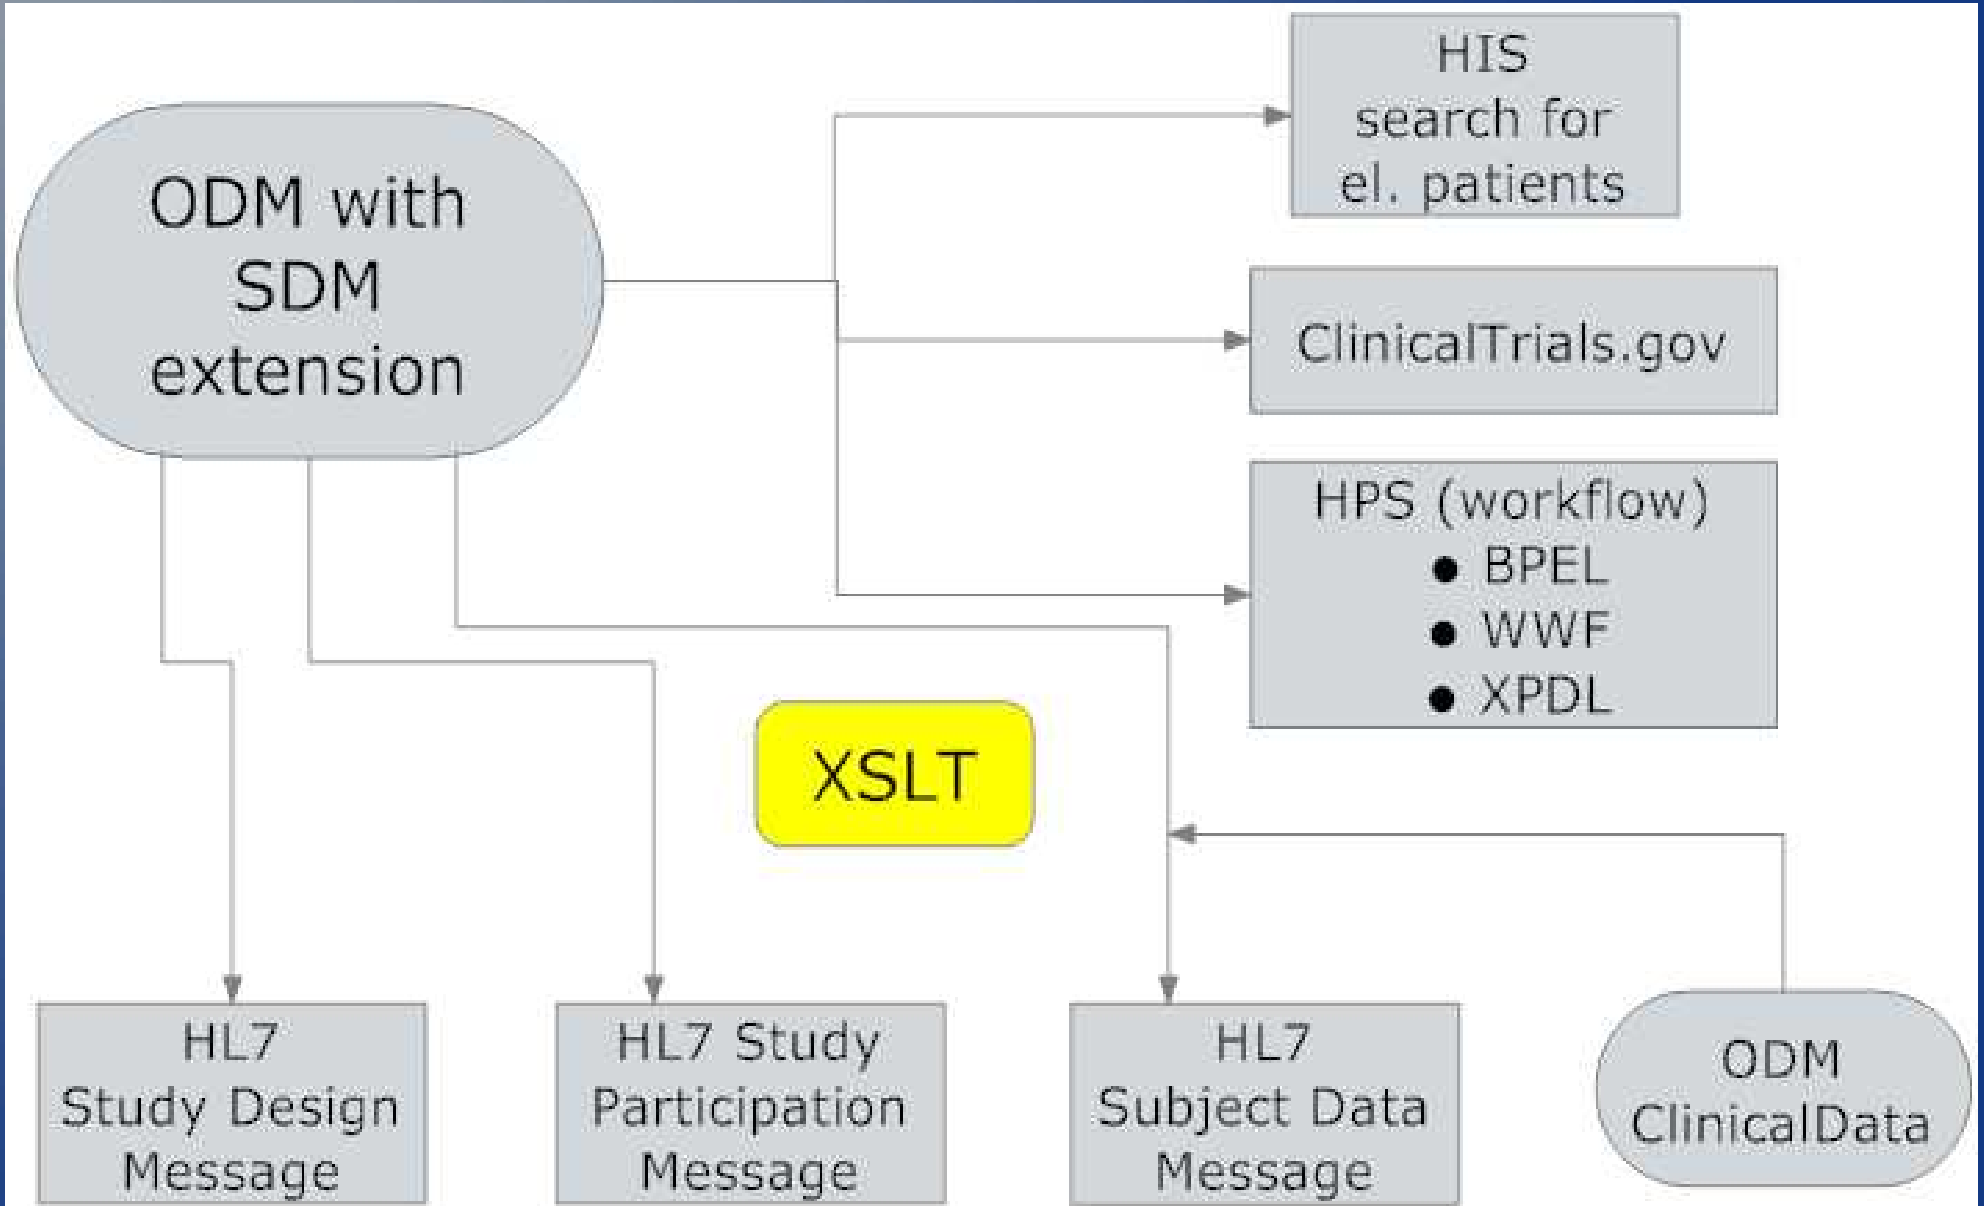 ODM with
SDM
extension
HIS
search for
el. patients
ClinicalTrials.gov
HPS (workflow)
● BPEL
● WWF
● XPDL
XSLT
HL7
Study Design
Message
HL7 Study
Participation
Message
HL7
Subject Data
Message
ODM
ClinicalData